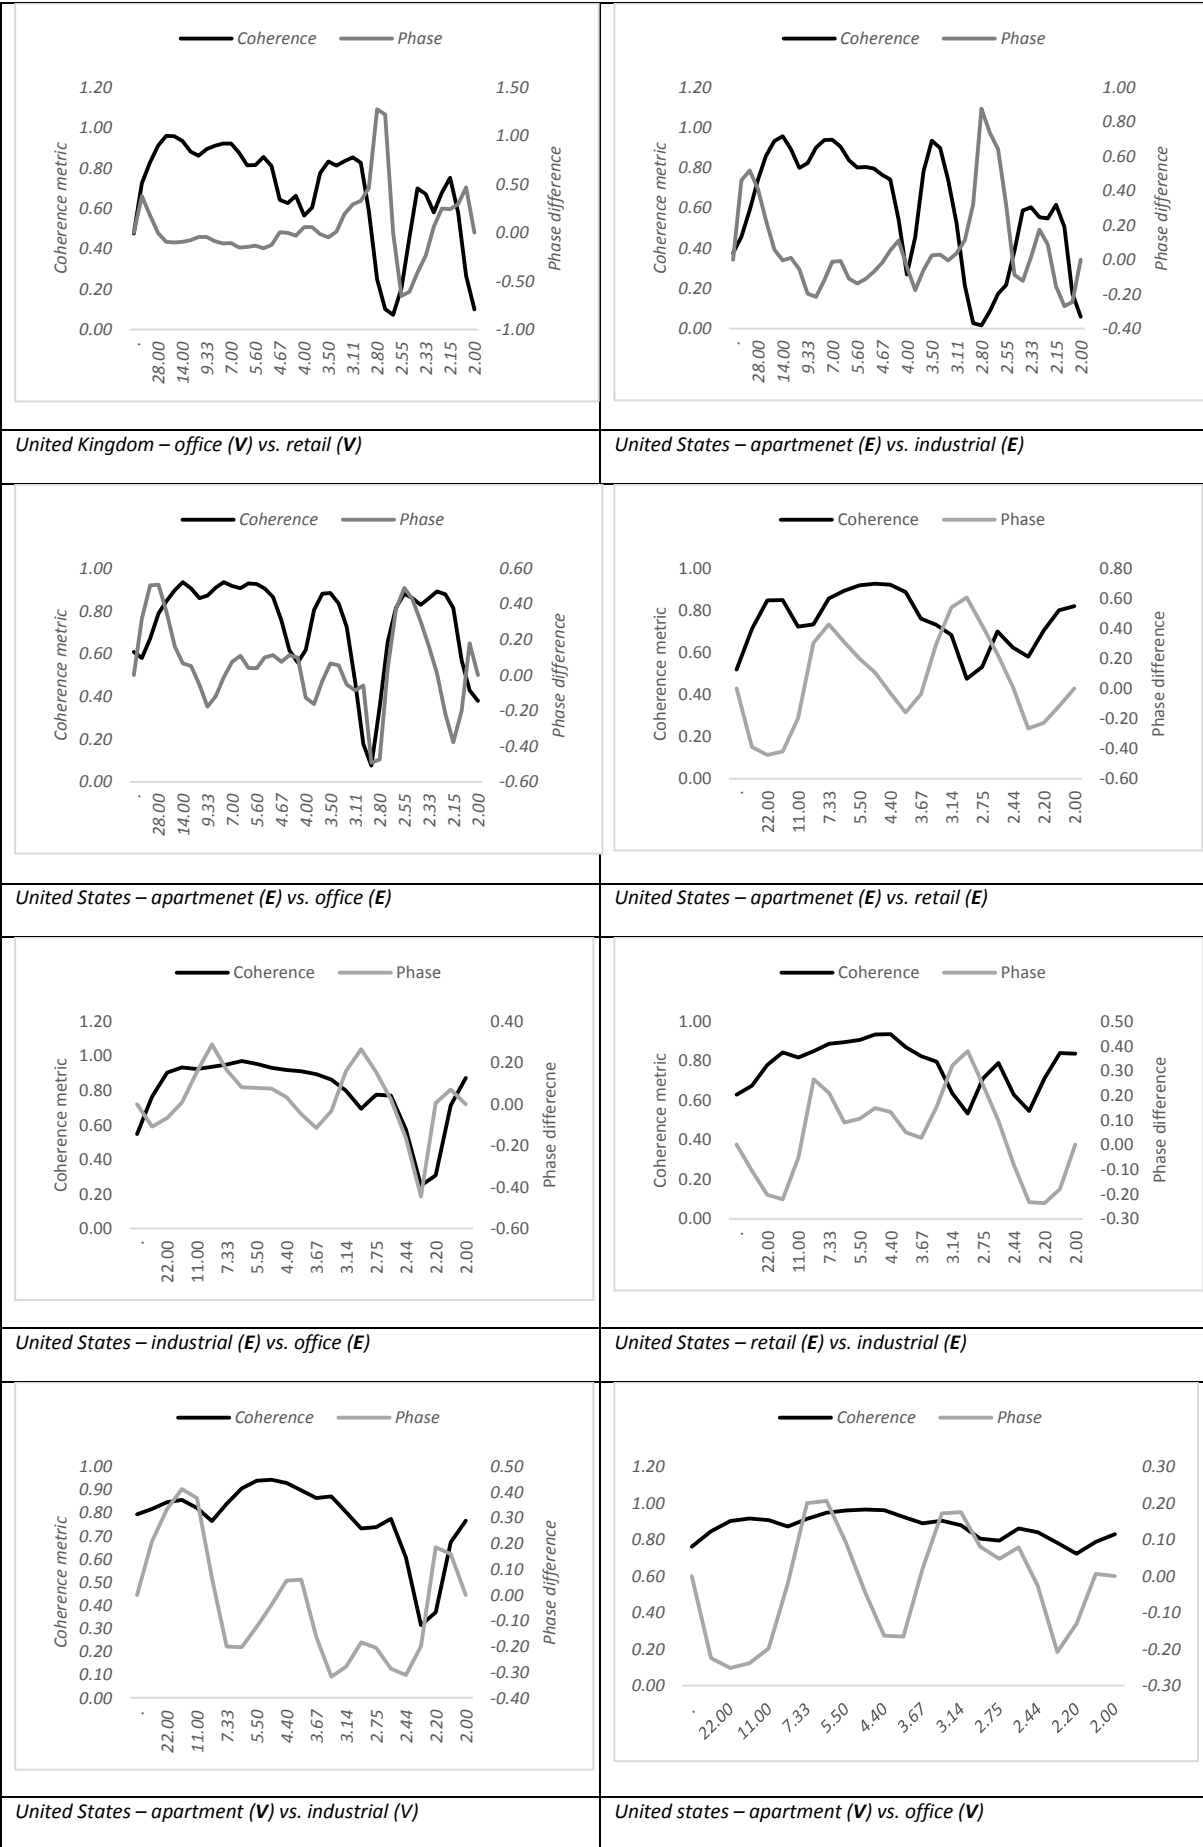 Coherence Phase
1.20 1.50
1.00 1.00
0.80 0.50
0.60 0.00
0.40 -0.50
0.20 -1.00
0.00
Coherence metric
Phase difference
. 28.00 14.00 9.33 7.00 5.60 4.67 4.00 3.50 3.11 2.80 2.55 2.33 2.15 2.00
Coherence Phase
1.20 1.00
1.00 0.80
0.80 0.60
0.60 0.40
0.40 0.20
0.20 0.00
0.00 -0.20
-0.40
Coherence metric
Phase difference
. 28.00 14.00 9.33 7.00 5.60 4.67 4.00 3.50 3.11 2.80 2.55 2.33 2.15 2.00
United Kingdom – office (V) vs. retail (V)
United States – apartmenet (E) vs. industrial (E)
Coherence Phase
1.00 0.60
0.80 0.40
0.60 0.20
0.40 0.00
0.20 -0.20
0.00 -0.40
-0.60
Coherence metric
Phase difference
. 28.00 14.00 9.33 7.00 5.60 4.67 4.00 3.50 3.11 2.80 2.55 2.33 2.15 2.00
Coherence Phase
1.00 0.80
0.80 0.60
0.60 0.40
0.40 0.20
0.20 0.00
0.00 -0.20
-0.40
-0.60
Coherence metric
Phase difference
. 22.00 11.00 7.33 5.50 4.40 3.67 3.14 2.75 2.44 2.20 2.00
United States – apartmenet (E) vs. office (E)
United States – apartmenet (E) vs. retail (E)
Coherence Phase
1.20 0.40
1.00 0.20
0.80 0.00
0.60 -0.20
0.40 -0.40
0.20 -0.60
0.00
Coherence metric
Phase differecne
. 22.00 11.00 7.33 5.50 4.40 3.67 3.14 2.75 2.44 2.20 2.00
Coherence Phase
1.00 0.50
0.80 0.40
0.60 0.30
0.40 0.20
0.20 0.10
0.00 0.00
-0.10
-0.20
-0.30
Coherence metric
Phase difference
. 22.00 11.00 7.33 5.50 4.40 3.67 3.14 2.75 2.44 2.20 2.00
United States – industrial (E) vs. office (E)
United States – retail (E) vs. industrial (E)
Coherence Phase
1.00 0.50
0.90 0.40
0.80 0.30
0.70 0.20
0.60 0.10
0.50 0.00
0.40 -0.10
0.30 -0.20
0.20 -0.30
0.10 -0.40
0.00
Coherence metric
Phase difference
. 22.00 11.00 7.33 5.50 4.40 3.67 3.14 2.75 2.44 2.20 2.00
Coherence Phase
1.20 0.30
1.00 0.20
0.80 0.10
0.60 0.00
0.40 -0.10
0.20 -0.20
0.00 -0.30
. 22.00 11.00 7.33 5.50 4.40 3.67 3.14 2.75 2.44 2.20 2.00
United States – apartment (V) vs. industrial (V)
United states – apartment (V) vs. office (V)